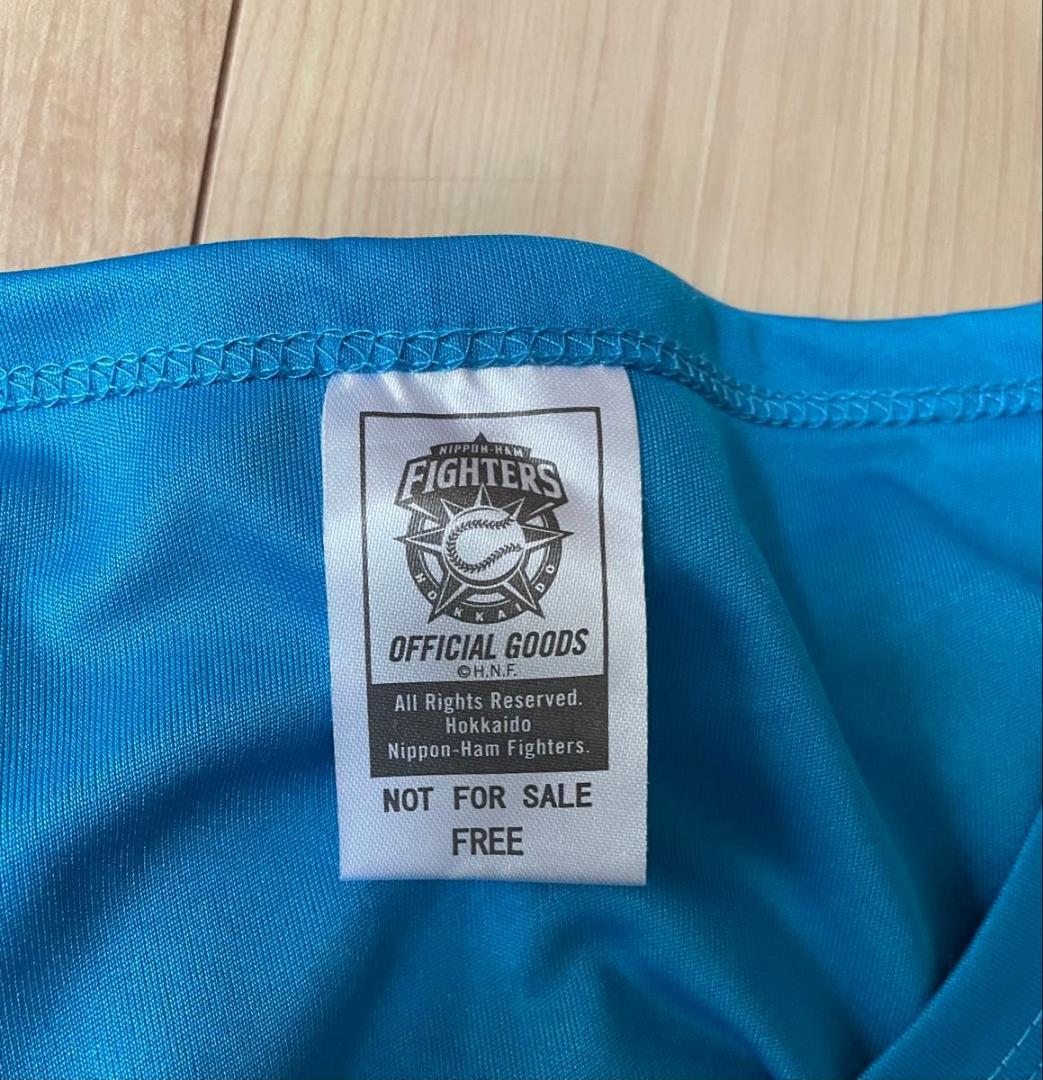 NIPPON-HAM
FIGHTERS
HOKKAIDO
OFFICIAL GOODS
©H.N.F.
All Rights Reserved.
Hokkaido
Nippon-Ham Fighters.
NOT FOR SALE
FREE